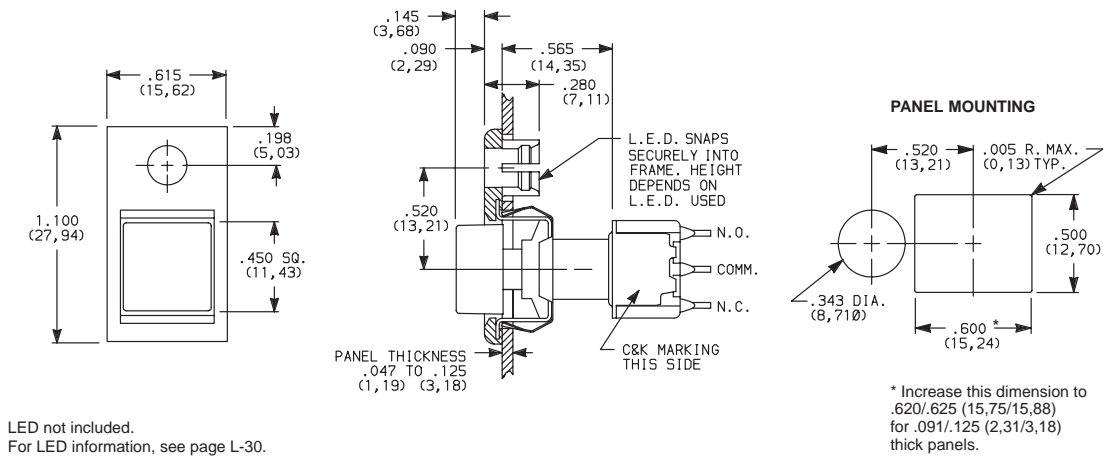 .615
(15,62)
.198
(5,03)
1.100
(27,94)
.450 SQ.
(11,43)
LED not included.
For LED information, see page L-30.
.145
(3,68)
.090
(2,29)
.565
(14,35)
.280
(7,11)
L.E.D. SNAPS
SECURELY INTO
FRAME. HEIGHT
DEPENDS ON
L.E.D. USED
.520
(13,21)
N.O.
COMM.
N.C.
PANEL THICKNESS
.047 TO .125
(1,19) (3,18)
C&K MARKING
THIS SIDE
PANEL MOUNTING
.520
(13,21)
.005 R. MAX.
(0,13) TYP.
.500
(12,70)
.343 DIA.
(8,710)
.600 *
(15,24)
* Increase this dimension to
.620/.625 (15,75/15,88)
for .091/.125 (2,31/3,18)
thick panels.